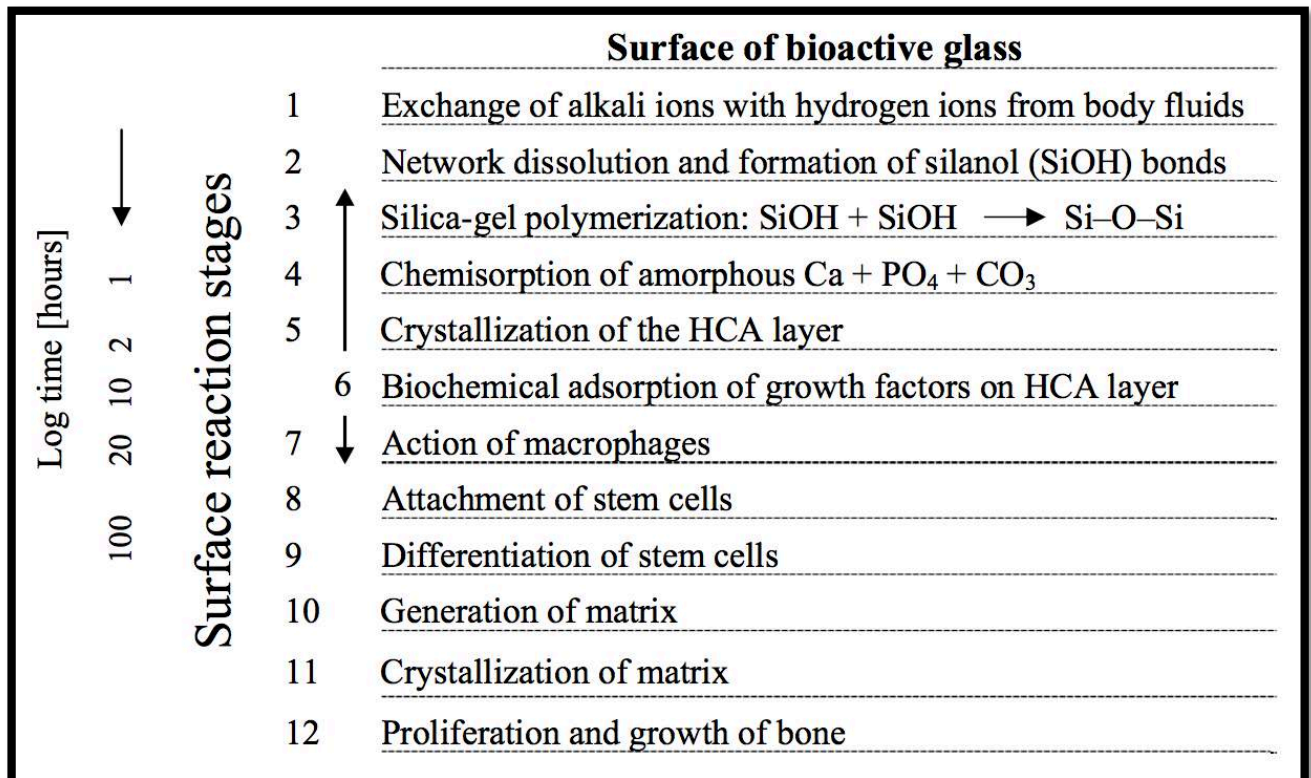 Surface of bioactive glass
1 Exchange of alkali ions with hydrogen ions from body fluids
2 Network dissolution and formation of silanol (SiOH) bonds
3 Silica-gel polymerization: SiOH + SiOH → Si–O–Si
4 Chemisorption of amorphous Ca + PO₄ + CO₃
5 Crystallization of the HCA layer
6 Biochemical adsorption of growth factors on HCA layer
7 Action of macrophages
8 Attachment of stem cells
9 Differentiation of stem cells
10 Generation of matrix
11 Crystallization of matrix
12 Proliferation and growth of bone
Surface reaction stages
Log time [hours]
1
2
10
20
100